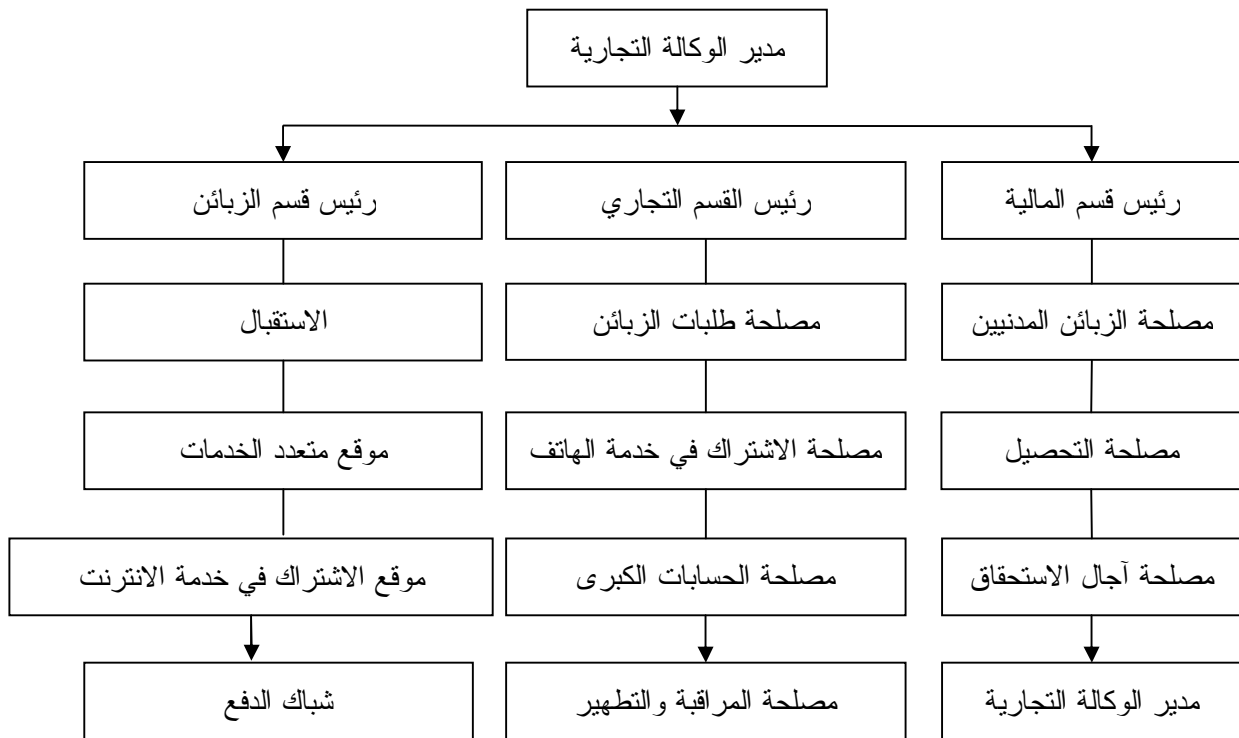 مدير الوكالة التجارية
رئيس قسم المالية
رئيس القسم التجاري
رئيس قسم الزبائن
مصلحة الزبائن المدنيين
مصلحة طلبات الزبائن
الاستقبال
مصلحة التحصيل
مصلحة الاشتراك في خدمة الهاتف
موقع متعدد الخدمات
مصلحة آجال الاستحقاق
مصلحة الحسابات الكبرى
موقع الاشتراك في خدمة الانترنت
مدير الوكالة التجارية
مصلحة المراقبة والتطهير
شباك الدفع